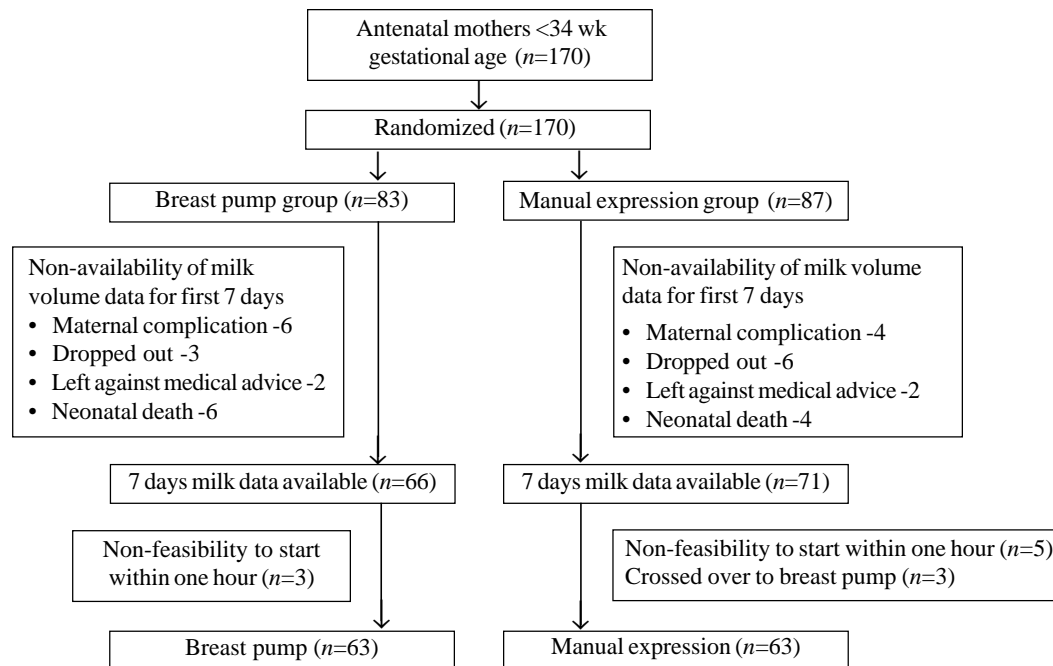 Antenatal mothers <34 wk
gestational age (n=170)
Randomized (n=170)
Breast pump group (n=83)
Manual expression group (n=87)
Non-availability of milk
volume data for first 7 days
• Maternal complication -6
• Dropped out -3
• Left against medical advice -2
• Neonatal death -6
Non-availability of milk volume
data for first 7 days
• Maternal complication -4
• Dropped out -6
• Left against medical advice -2
• Neonatal death -4
7 days milk data available (n=66)
7 days milk data available (n=71)
Non-feasibility to start
within one hour (n=3)
Non-feasibility to start within one hour (n=5)
Crossed over to breast pump (n=3)
Breast pump (n=63)
Manual expression (n=63)